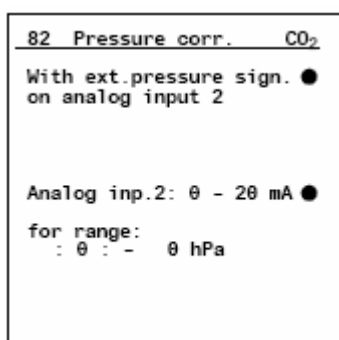 82 Pressure corr. CO₂
With ext.pressure sign. ●
on analog input 2
Analog inp.2: 0 - 20 mA ●
for range:
: 0 : - 0 hPa